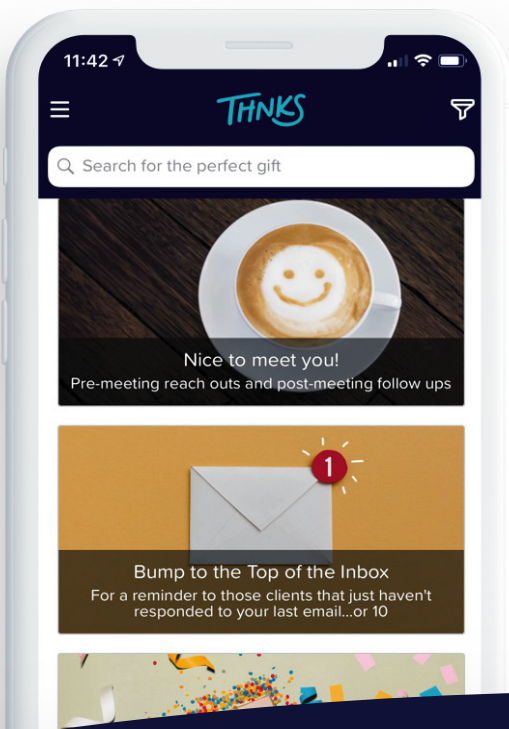 11:42
THNKS
Search for the perfect gift
Nice to meet you!
Pre-meeting reach outs and post-meeting follow ups
1
Bump to the Top of the Inbox
For a reminder to those clients that just haven't
responded to your last email...or 10